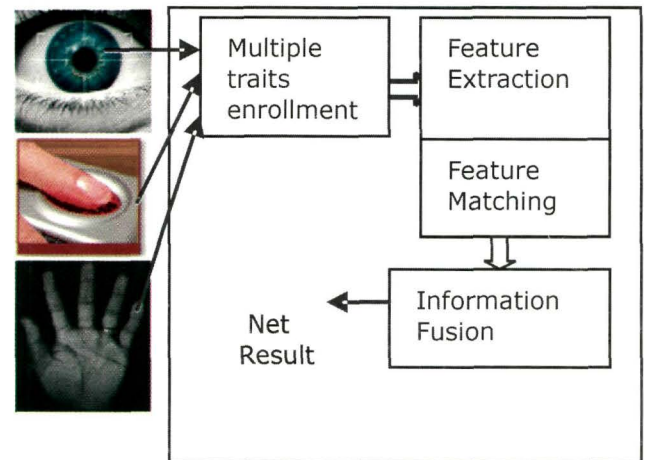 Multiple
traits
enrollment
Feature
Extraction
Feature
Matching
Information
Fusion
Net
Result